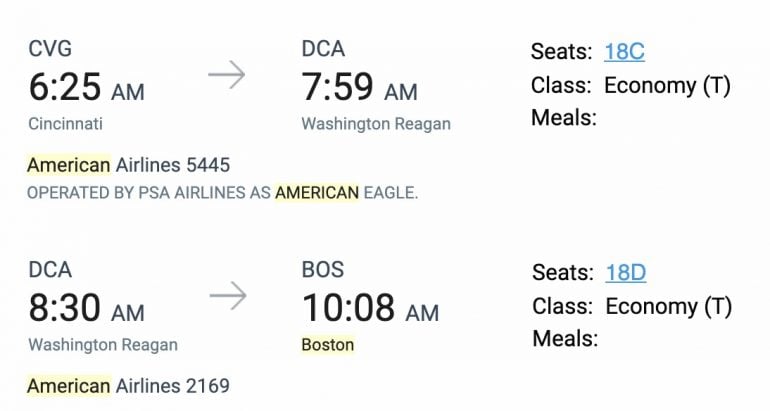 CVG DCA Seats: 18C
6:25 AM 7:59 AM Class: Economy (T)
Cincinnati Washington Reagan Meals:
American Airlines 5445
OPERATED BY PSA AIRLINES AS AMERICAN EAGLE.
DCA BOS Seats: 18D
8:30 AM 10:08 AM Class: Economy (T)
Washington Reagan Boston Meals:
American Airlines 2169